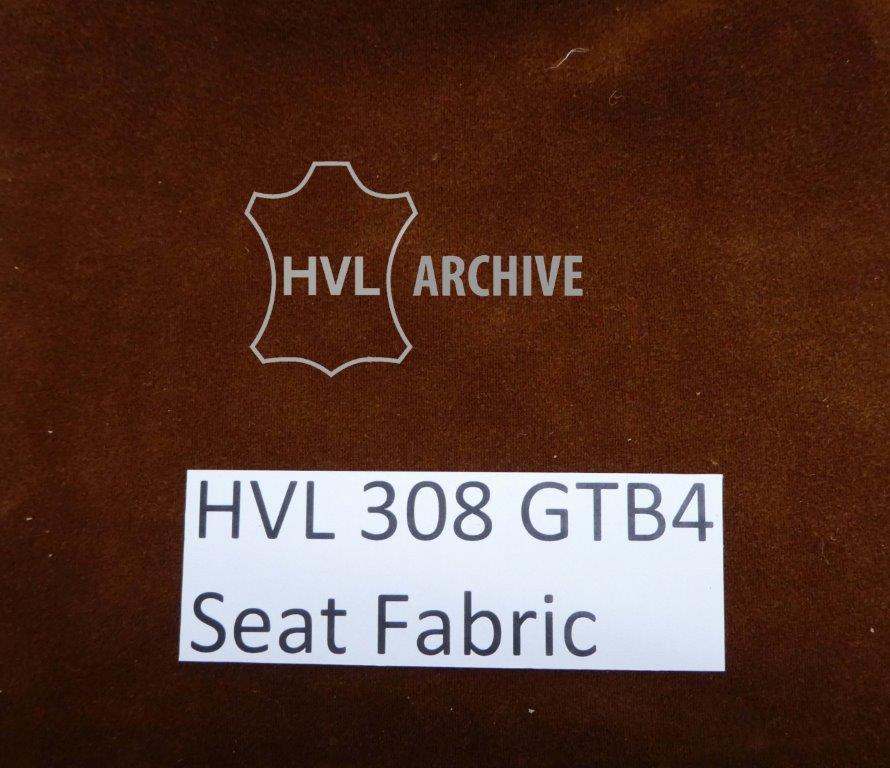 HVL ARCHIVE
HVL 308 GTB4
Seat Fabric